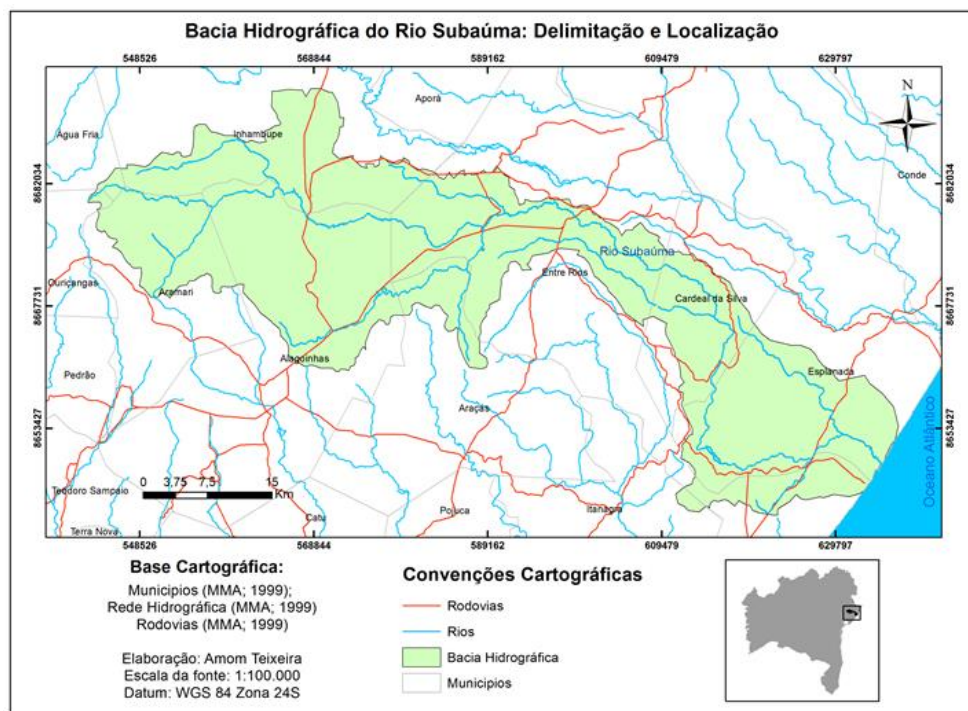 Bacia Hidrográfica do Rio Subaúma: Delimitação e Localização
548526 568844 589162 609479 629797
Aporá
N
Agua Fria
Inhambupe
Conde
8682034
8682034
Rio Subaúma
Entre Rios
Ouriçangas
Aramari
Cardeal da Silva
8667731
8667731
Alagoinhas
Pedrão
Esplanada
Araças
8653427
8653427
Oceano Atlântico
0 3,75 7,5 15
Km
Teodoro Sampaio
Itanagra
Catu
Pojuca
Terra Nova
548526 568844 589162 609479 629797
Base Cartográfica:
Municipios (MMA; 1999);
Rede Hidrográfica (MMA; 1999)
Rodovias (MMA; 1999)
Elaboração: Amom Teixeira
Escala da fonte: 1:100.000
Datum: WGS 84 Zona 24S
Convenções Cartográficas
Rodovias
Rios
Bacia Hidrográfica
Municipios